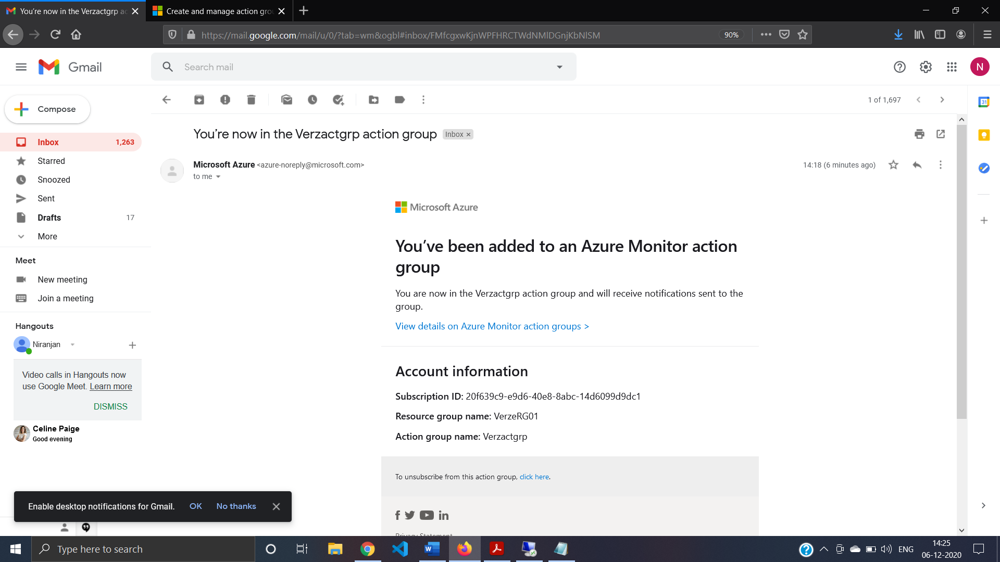 You're now in the Verzactgrp ac
Create and manage action grou
https://mail.google.com/mail/u/0/?tab=wm&ogbl#inbox/FMfcgxwKjnWPFHRCTWdNMlDGnjKbNlSM
90%
Gmail
Search mail
N
Compose
1 of 1,697
31
Inbox 1,263
Starred
Snoozed
Sent
Drafts 17
More
Meet
New meeting
Join a meeting
Hangouts
Niranjan
Video calls in Hangouts now
use Google Meet. Learn more
DISMISS
Celine Paige
Good evening
You're now in the Verzactgrp action group Inbox
Microsoft Azure <azure-noreply@microsoft.com>
14:18 (6 minutes ago)
to me
Microsoft Azure
You've been added to an Azure Monitor action
group
You are now in the Verzactgrp action group and will receive notifications sent to the
group.
View details on Azure Monitor action groups >
Account information
Subscription ID: 20f639c9-e9d6-40e8-8abc-14d6099d9dc1
Resource group name: VerzeRG01
Action group name: Verzactgrp
To unsubscribe from this action group, click here.
Privacy Statement
Enable desktop notifications for Gmail. OK No thanks
Type here to search
ENG
14:25
06-12-2020